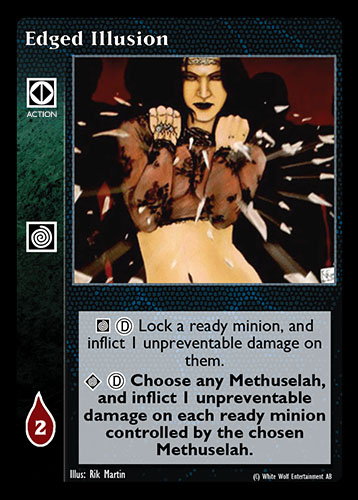 Edged Illusion
ACTION
D Lock a ready minion, and
inflict 1 unpreventable damage on
them.
D Choose any Methuselah,
and inflict 1 unpreventable
damage on each ready minion
controlled by the chosen
Methuselah.
2
Illus: Rik Martin
(C) White Wolf Entertainment AB